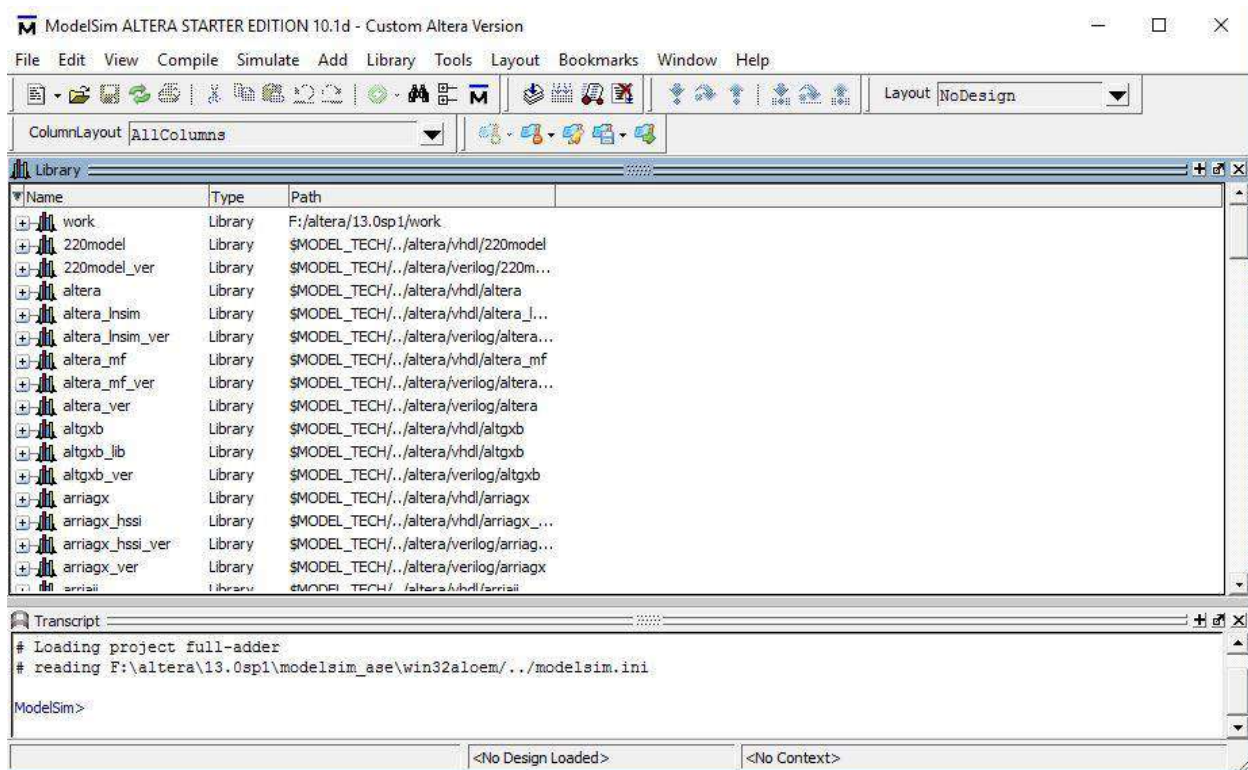 ModelSim ALTERA STARTER EDITION 10.1d - Custom Altera Version
File Edit View Compile Simulate Add Library Tools Layout Bookmarks Window Help
Layout NoDesign
ColumnLayout AllColumns
Library
Name Type Path
work Library F:/altera/13.0sp1/work
220model Library $MODEL_TECH/../altera/vhdl/220model
220model_ver Library $MODEL_TECH/../altera/verilog/220m...
altera Library $MODEL_TECH/../altera/vhdl/altera
altera_lnsim Library $MODEL_TECH/../altera/vhdl/altera_l...
altera_lnsim_ver Library $MODEL_TECH/../altera/verilog/altera...
altera_mf Library $MODEL_TECH/../altera/vhdl/altera_mf
altera_mf_ver Library $MODEL_TECH/../altera/verilog/altera...
altera_ver Library $MODEL_TECH/../altera/verilog/altera
altgxb Library $MODEL_TECH/../altera/vhdl/altgxb
altgxb_lib Library $MODEL_TECH/../altera/vhdl/altgxb
altgxb_ver Library $MODEL_TECH/../altera/verilog/altgxb
arriagx Library $MODEL_TECH/../altera/vhdl/arriagx
arriagx_hssi Library $MODEL_TECH/../altera/vhdl/arriagx_...
arriagx_hssi_ver Library $MODEL_TECH/../altera/verilog/arriag...
arriagx_ver Library $MODEL_TECH/../altera/verilog/arriagx
arriaii Library $MODEL_TECH/../altera/vhdl/arriaii
Transcript
# Loading project full-adder
# reading F:\altera\13.0sp1\modelsim_ase\win32aloem/../modelsim.ini
ModelSim>
<No Design Loaded> <No Context>